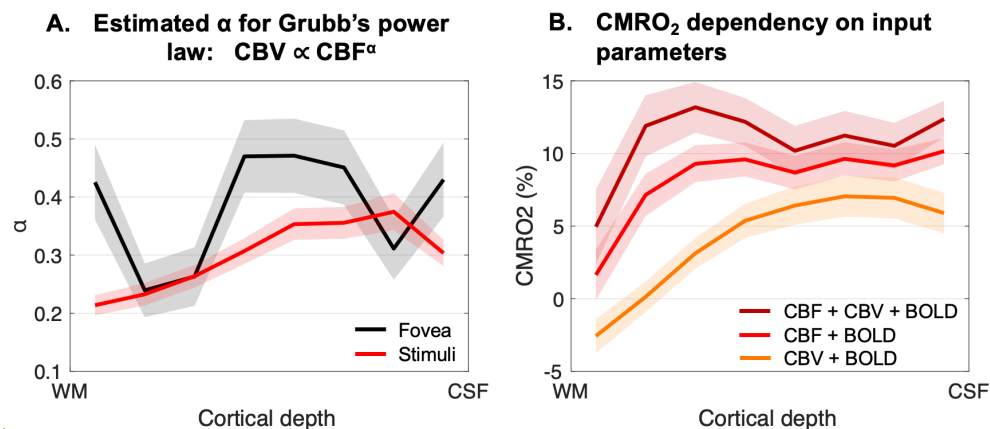 A. Estimated α for Grubb's power
law: CBV ∝ CBFᵅ
0.6
0.5
0.4
0.3
0.2
0.1
α
Fovea
Stimuli
WM
CSF
Cortical depth
B. CMRO₂ dependency on input
parameters
15
10
5
0
-5
CMRO2 (%)
CBF + CBV + BOLD
CBF + BOLD
CBV + BOLD
WM
CSF
Cortical depth